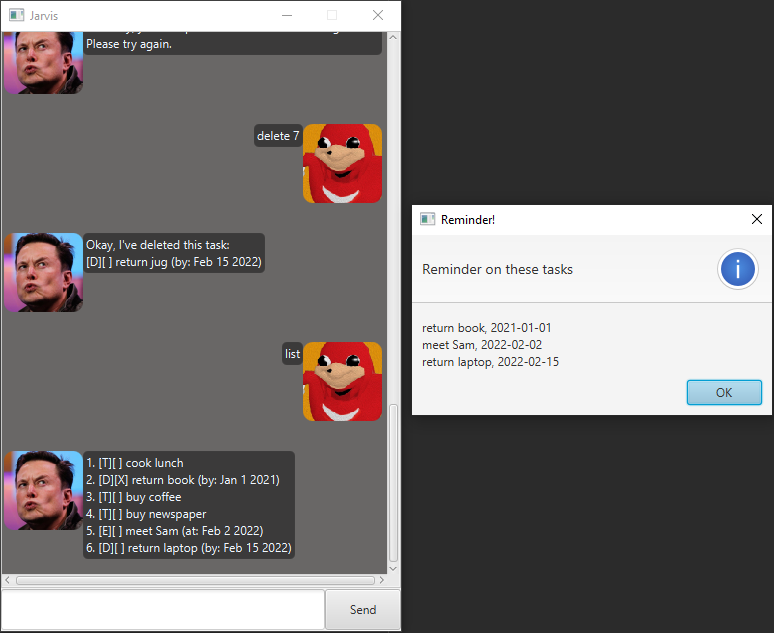 Jarvis
Please try again.
delete 7
Okay, I've deleted this task:
[D][ ] return jug (by: Feb 15 2022)
list
1. [T][ ] cook lunch
2. [D][X] return book (by: Jan 1 2021)
3. [T][ ] buy coffee
4. [T][ ] buy newspaper
5. [E][ ] meet Sam (at: Feb 2 2022)
6. [D][ ] return laptop (by: Feb 15 2022)
Send
Reminder!
Reminder on these tasks
return book, 2021-01-01
meet Sam, 2022-02-02
return laptop, 2022-02-15
OK